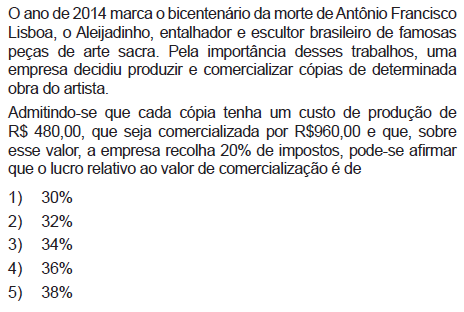 O ano de 2014 marca o bicentenário da morte de Antônio Francisco
Lisboa, o Aleijadinho, entalhador e escultor brasileiro de famosas
peças de arte sacra. Pela importância desses trabalhos, uma
empresa decidiu produzir e comercializar cópias de determinada
obra do artista.
Admitindo-se que cada cópia tenha um custo de produção de
R$ 480,00, que seja comercializada por R$960,00 e que, sobre
esse valor, a empresa recolha 20% de impostos, pode-se afirmar
que o lucro relativo ao valor de comercialização é de
1) 30%
2) 32%
3) 34%
4) 36%
5) 38%